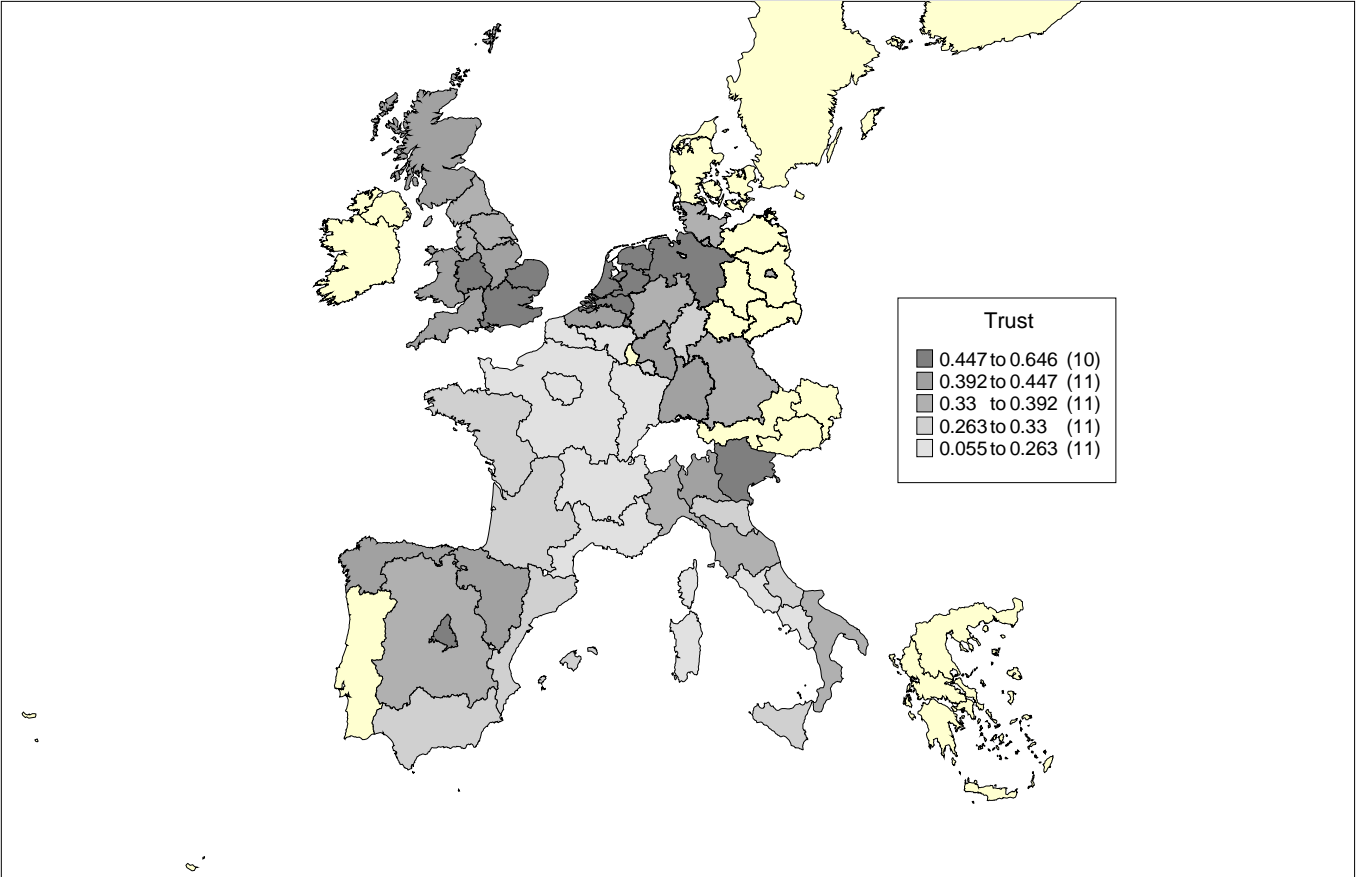 Trust
0.447 to 0.646 (10)
0.392 to 0.447 (11)
0.33 to 0.392 (11)
0.263 to 0.33 (11)
0.055 to 0.263 (11)